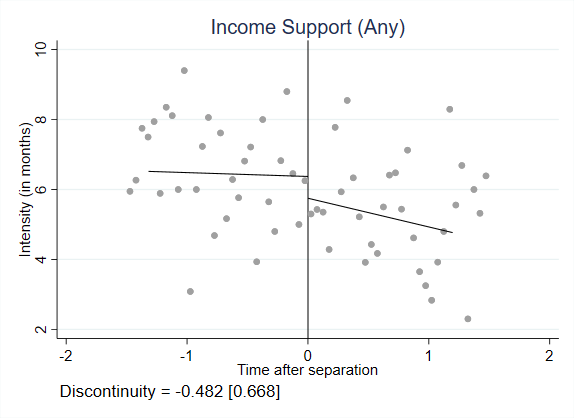 Income Support (Any)
Intensity (in months)
10
8
6
4
2
-2
-1
0
1
2
Time after separation
Discontinuity = -0.482 [0.668]